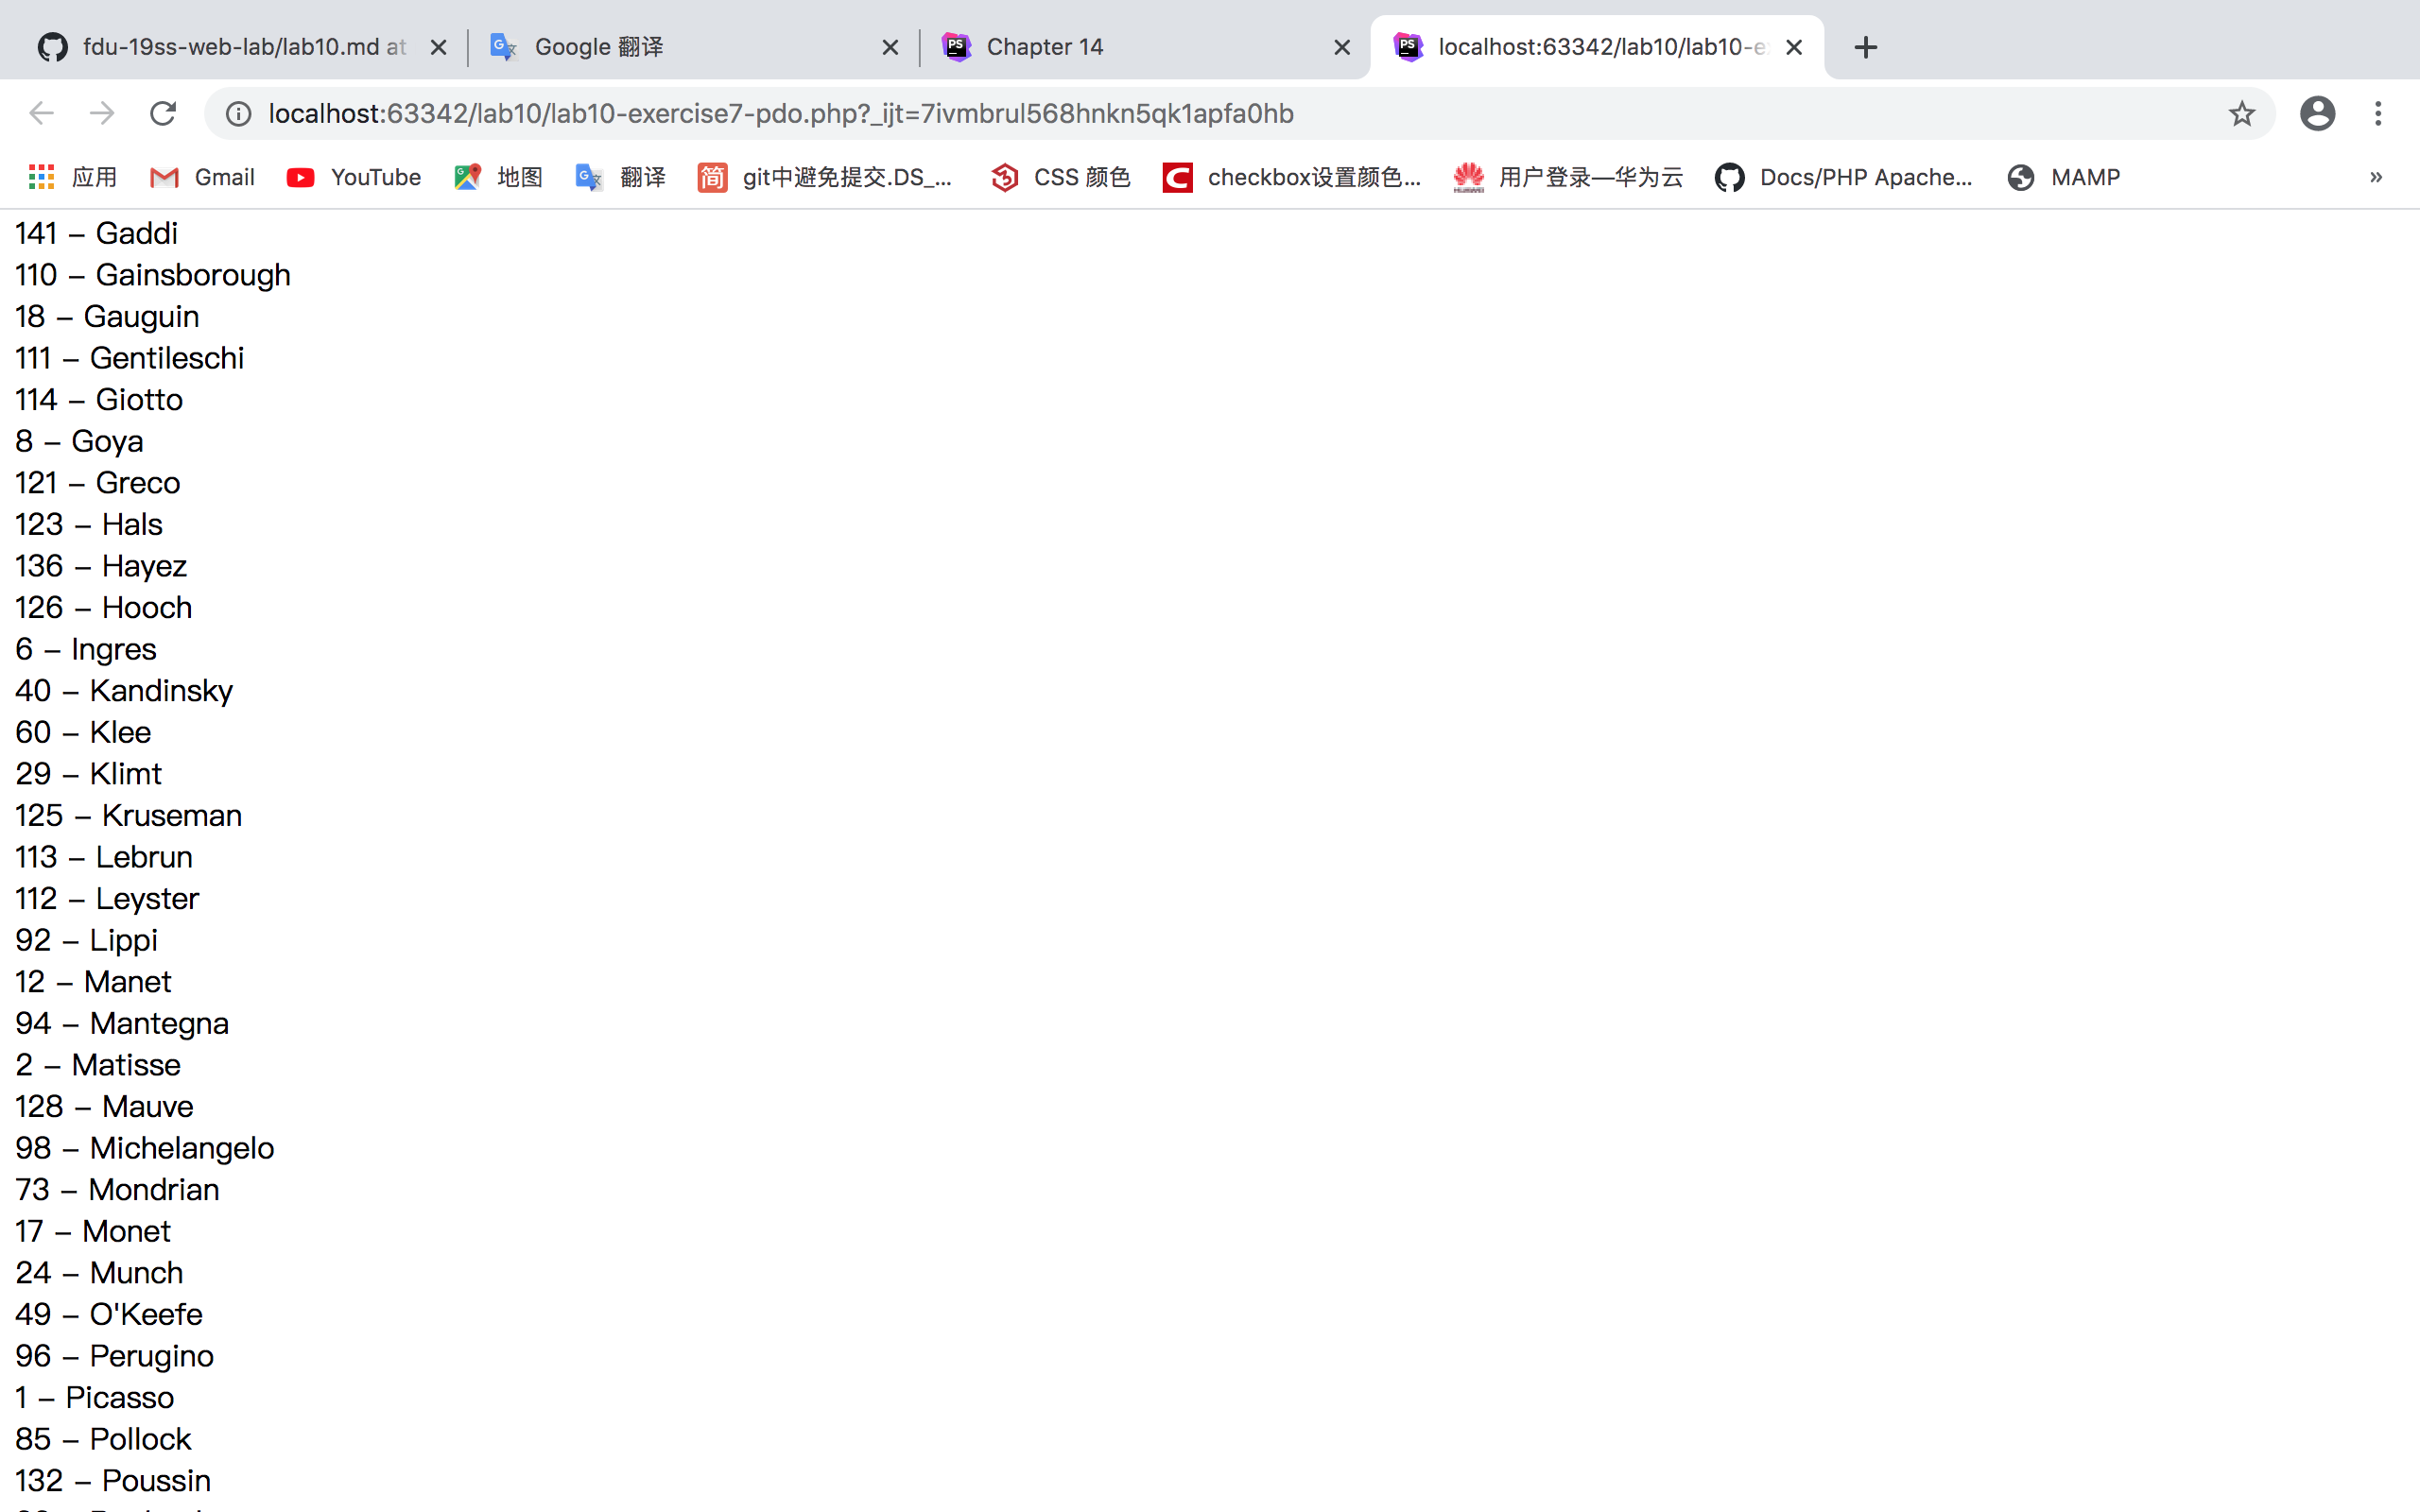 fdu-19ss-web-lab/lab10.md at
Google 翻译
Chapter 14
localhost:63342/lab10/lab10-e
localhost:63342/lab10/lab10-exercise7-pdo.php?_ijt=7ivmbrul568hnkn5qk1apfa0hb
应用 Gmail YouTube 地图 翻译 简 git中避免提交.DS_... CSS 颜色 checkbox设置颜色... 用户登录—华为云 Docs/PHP Apache... MAMP »
141 – Gaddi
110 – Gainsborough
18 – Gauguin
111 – Gentileschi
114 – Giotto
8 – Goya
121 – Greco
123 – Hals
136 – Hayez
126 – Hooch
6 – Ingres
40 – Kandinsky
60 – Klee
29 – Klimt
125 – Kruseman
113 – Lebrun
112 – Leyster
92 – Lippi
12 – Manet
94 – Mantegna
2 – Matisse
128 – Mauve
98 – Michelangelo
73 – Mondrian
17 – Monet
24 – Munch
49 – O'Keefe
96 – Perugino
1 – Picasso
85 – Pollock
132 – Poussin